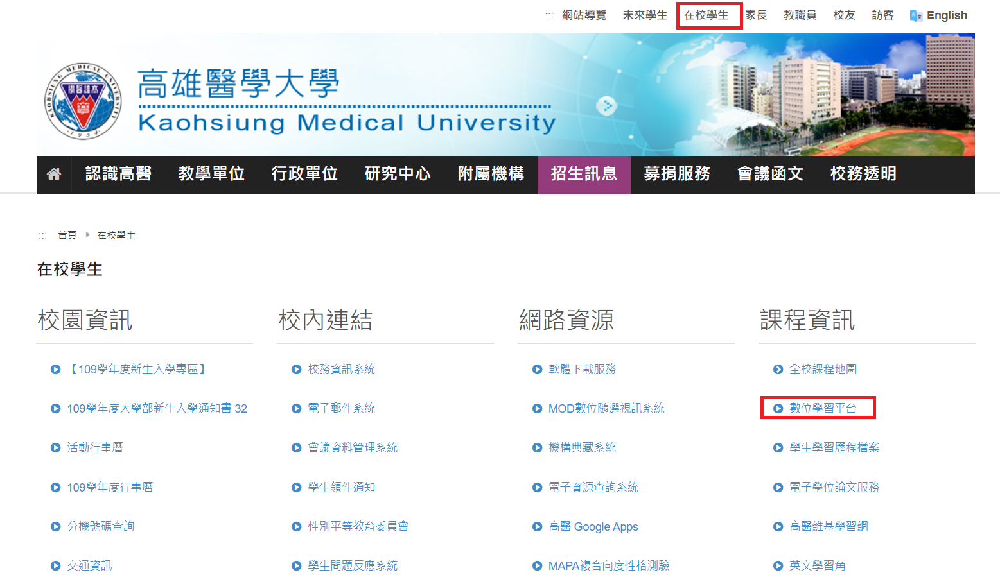 ::: 網站導覽 未來學生 在校學生 家長 教職員 校友 訪客 English
KAOHSIUNG MEDICAL UNIVERSITY
高雄醫學
1954
高雄醫學大學
Kaohsiung Medical University
認識高醫 教學單位 行政單位 研究中心 附屬機構 招生訊息 募捐服務 會議函文 校務透明
::: 首頁 在校學生
在校學生
校園資訊
【109學年度新生入學專區】
109學年度大學部新生入學通知書 32
活動行事曆
109學年度行事曆
分機號碼查詢
交通資訊
校內連結
校務資訊系統
電子郵件系統
會議資料管理系統
學生領件通知
性別平等教育委員會
學生問題反應系統
網路資源
軟體下載服務
MOD數位隨選視訊系統
機構典藏系統
電子資源查詢系統
高醫 Google Apps
MAPA複合向度性格測驗
課程資訊
全校課程地圖
數位學習平台
學生學習歷程檔案
電子學位論文服務
高醫維基學習網
英文學習角